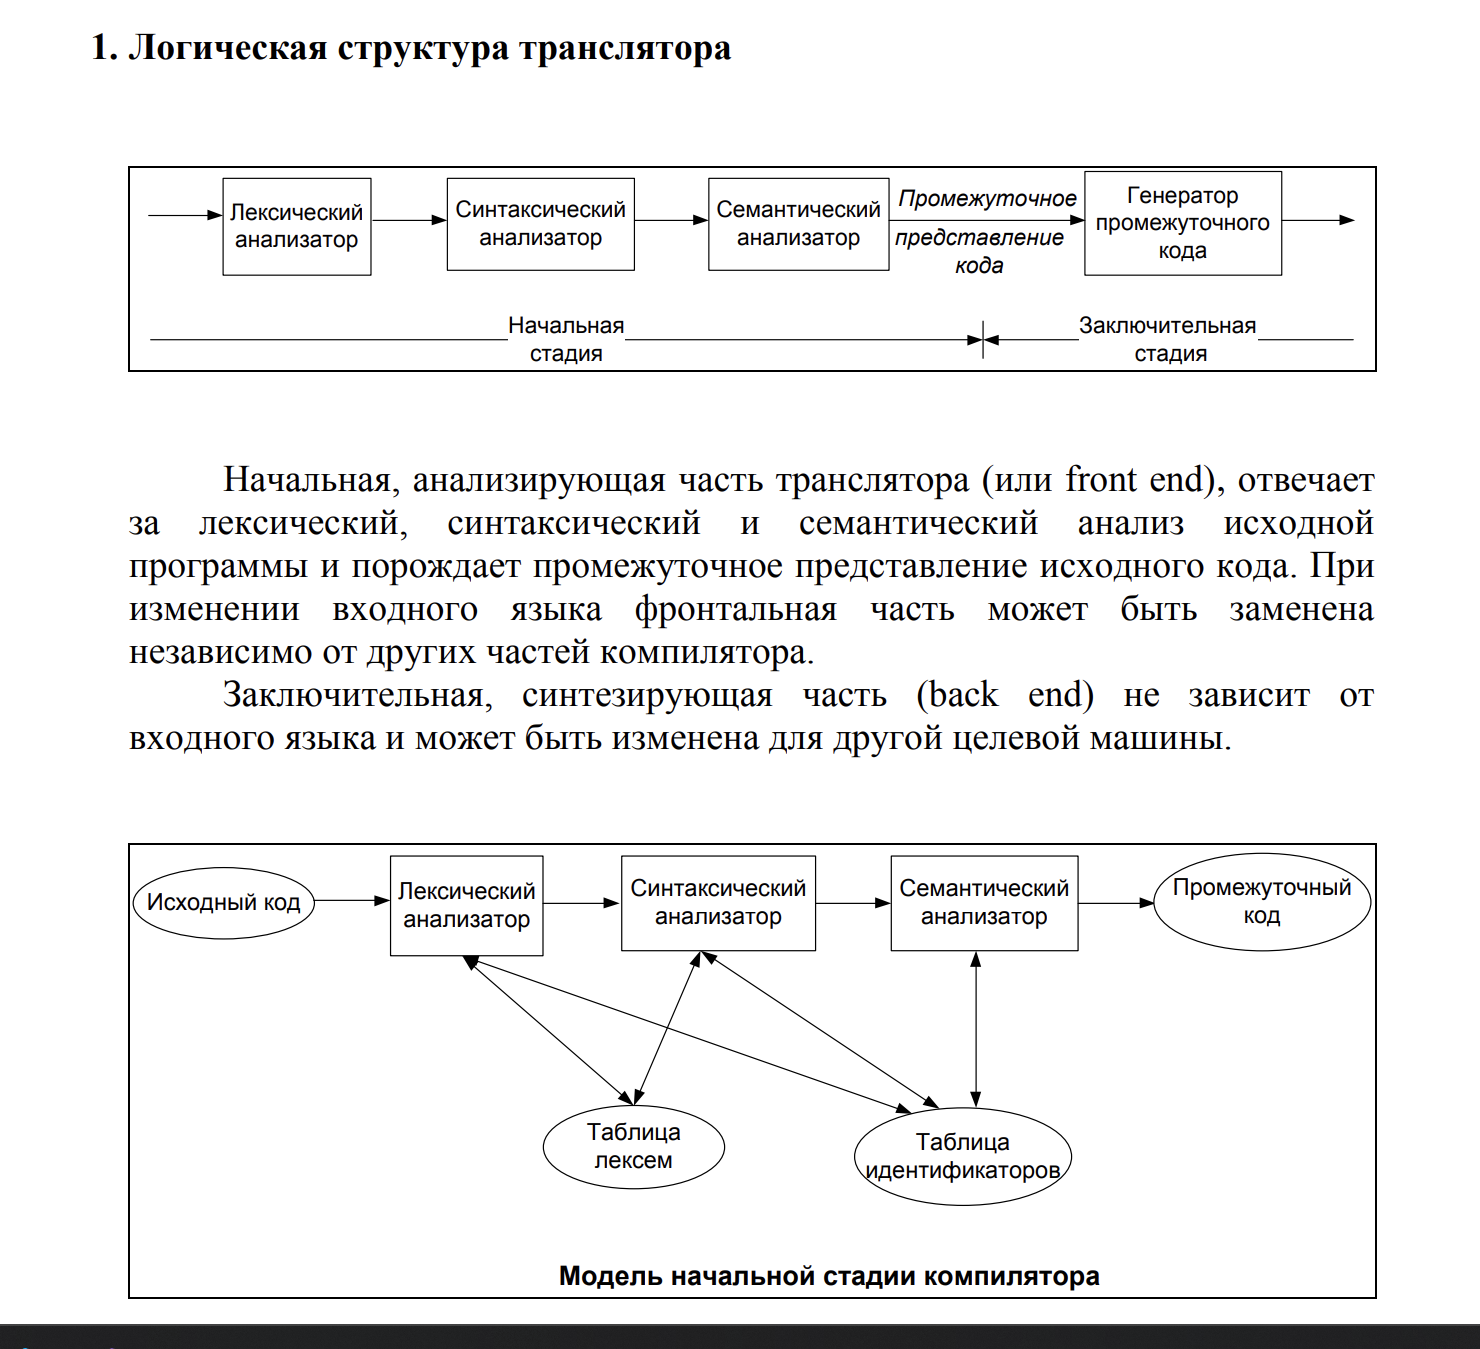 1. Логическая структура транслятора
Лексический
анализатор
Синтаксический
анализатор
Семантический
анализатор
Промежуточное
представление
кода
Генератор
промежуточного
кода
Начальная
стадия
Заключительная
стадия
Начальная, анализирующая часть транслятора (или front end), отвечает
за лексический, синтаксический и семантический анализ исходной
программы и порождает промежуточное представление исходного кода. При
изменении входного языка фронтальная часть может быть заменена
независимо от других частей компилятора.
Заключительная, синтезирующая часть (back end) не зависит от
входного языка и может быть изменена для другой целевой машины.
Исходный код
Лексический
анализатор
Синтаксический
анализатор
Семантический
анализатор
Промежуточный
код
Таблица
лексем
Таблица
идентификаторов
Модель начальной стадии компилятора